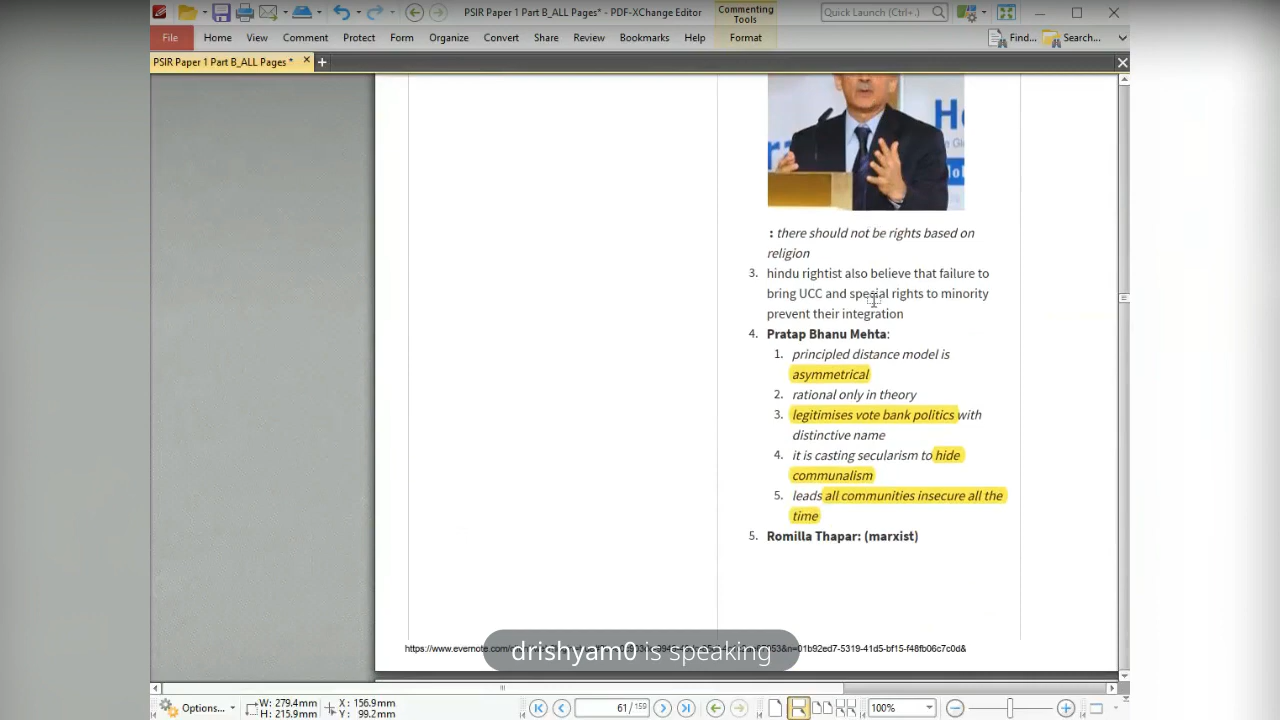 PSIR Paper 1 Part B_ALL Pages* - PDF-XChange Editor
Commenting Tools
Quick Launch (Ctrl+.)
File Home View Comment Protect Form Organize Convert Share Review Bookmarks Help Format
Find...
Search...
PSIR Paper 1 Part B_ALL Pages *
: there should not be rights based on
religion
3. hindu rightist also believe that failure to
bring UCC and special rights to minority
prevent their integration
4. Pratap Bhanu Mehta:
1. principled distance model is
asymmetrical
2. rational only in theory
3. legitimises vote bank politics with
distinctive name
4. it is casting secularism to hide
communalism
5. leads all communities insecure all the
time
5. Romilla Thapar: (marxist)
drishyam0 is speaking
Options...
W: 279.4mm
H: 215.9mm
X: 156.9mm
Y: 99.2mm
61 / 159
100%